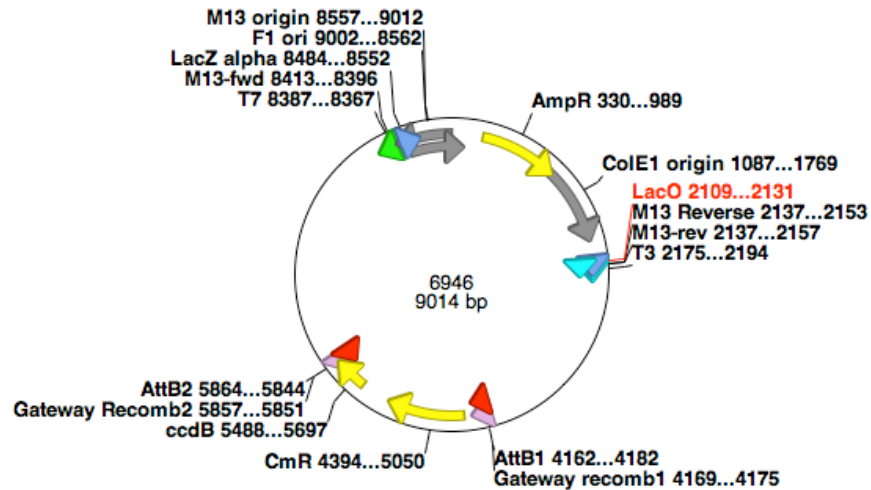 M13 origin 8557...9012
F1 ori 9002...8562
LacZ alpha 8484...8552
M13-fwd 8413...8396
T7 8387...8367
AmpR 330...989
ColE1 origin 1087...1769
LacO 2109...2131
M13 Reverse 2137...2153
M13-rev 2137...2157
T3 2175...2194
6946
9014 bp
AttB2 5864...5844
Gateway Recomb2 5857...5851
ccdB 5488...5697
CmR 4394...5050
AttB1 4162...4182
Gateway recomb1 4169...4175